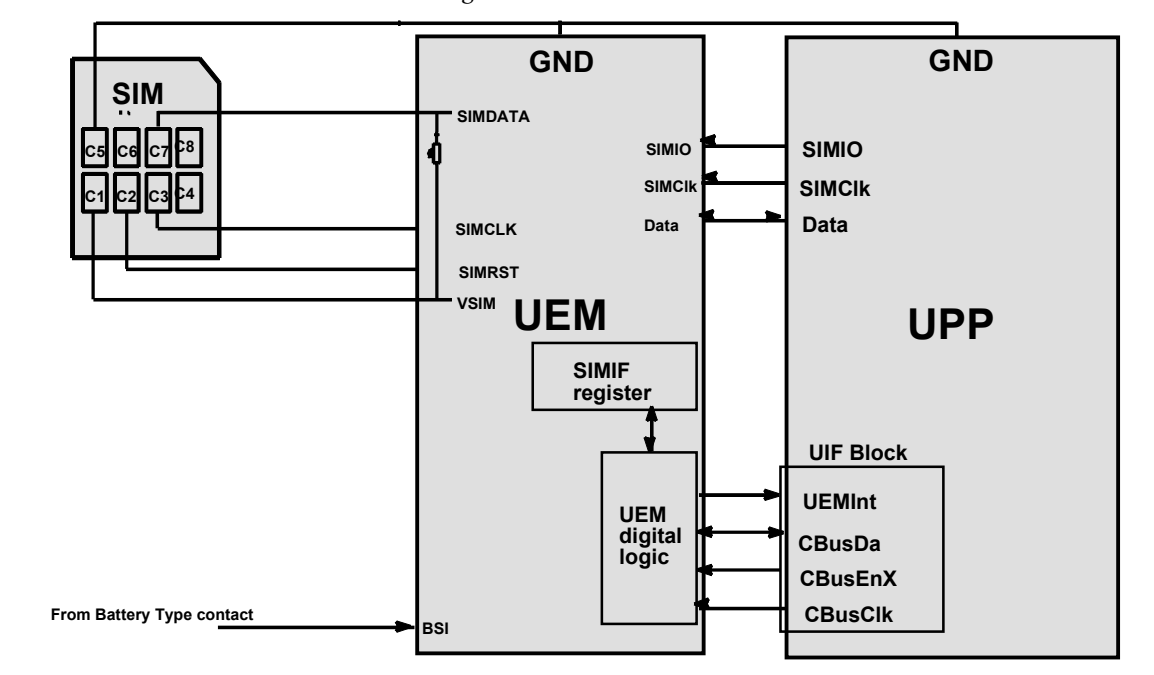 GND
GND
SIM
SIMDATA
C5
C6
C7
C8
SIMIO
SIMIO
C1
C2
C3
C4
SIMClk
SIMClk
Data
Data
SIMCLK
SIMRST
VSIM
UEM
UPP
SIMIF
register
UIF Block
UEM
digital
logic
UEMInt
CBusDa
CBusEnX
CBusClk
From Battery Type contact
BSI